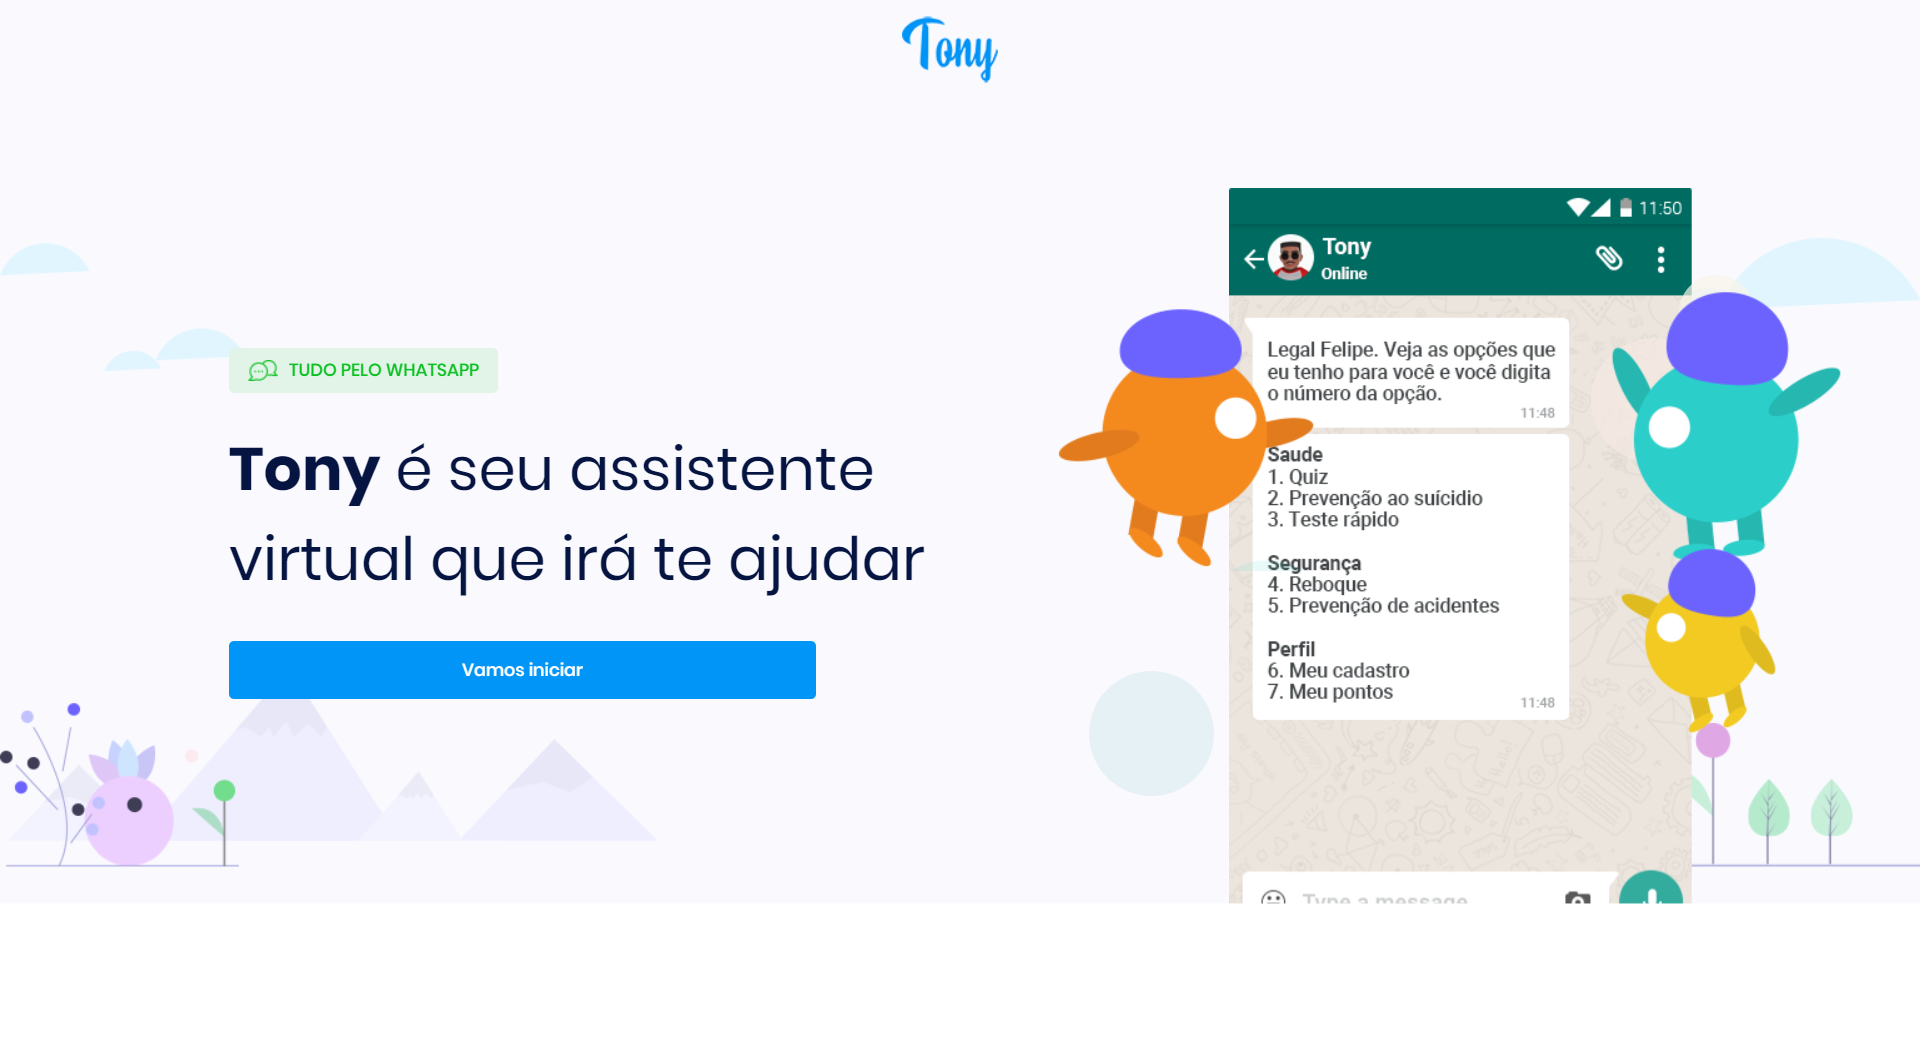 Tony
TUDO PELO WHATSAPP
Tony é seu assistente
virtual que irá te ajudar
Vamos iniciar
11:50
Tony
Online
Legal Felipe. Veja as opções que
eu tenho para você e você digita
o número da opção.
11:48
Saude
1. Quiz
2. Prevenção ao suícidio
3. Teste rápido
Segurança
4. Reboque
5. Prevenção de acidentes
Perfil
6. Meu cadastro
7. Meu pontos
11:48
Type a message